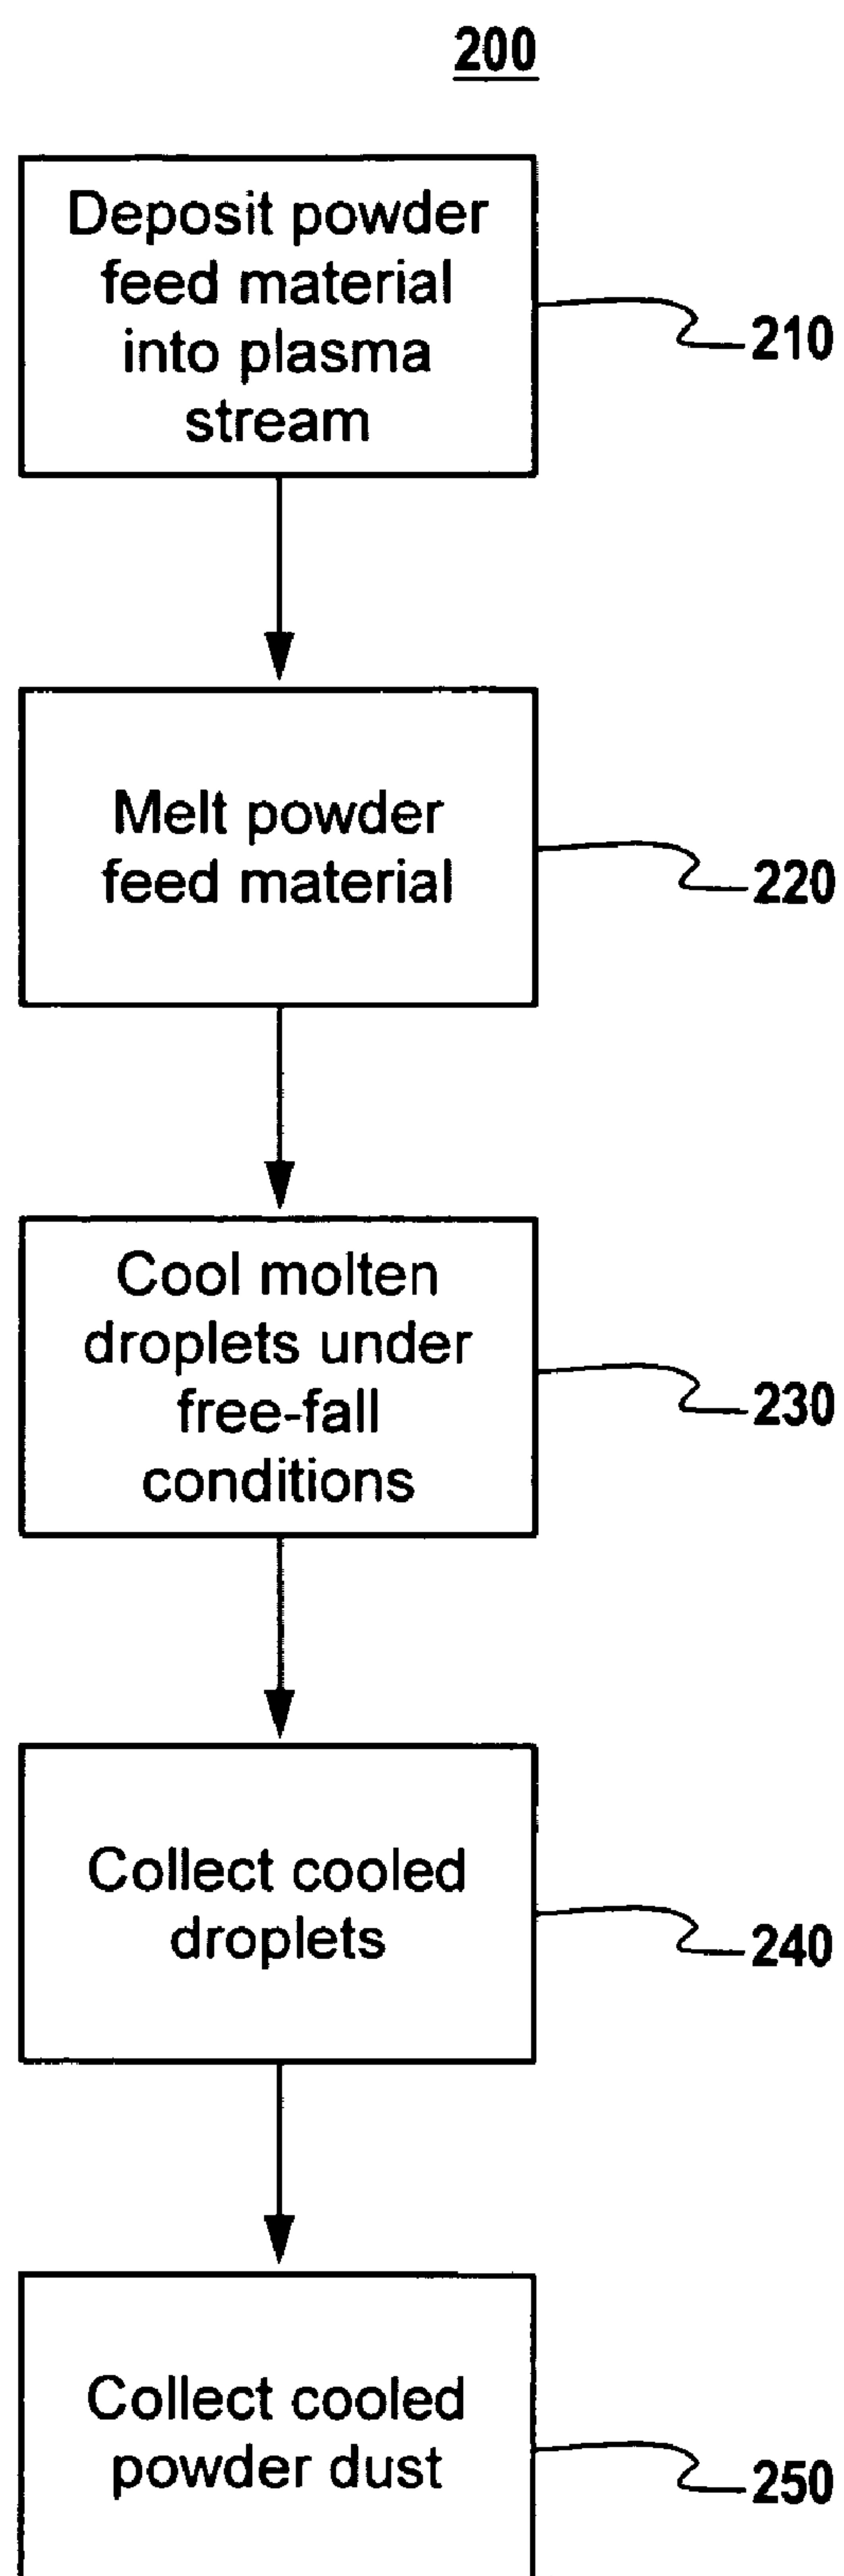 200
Deposit powder
feed material
into plasma
stream
210
Melt powder
feed material
220
Cool molten
droplets under
free-fall
conditions
230
Collect cooled
droplets
240
Collect cooled
powder dust
250